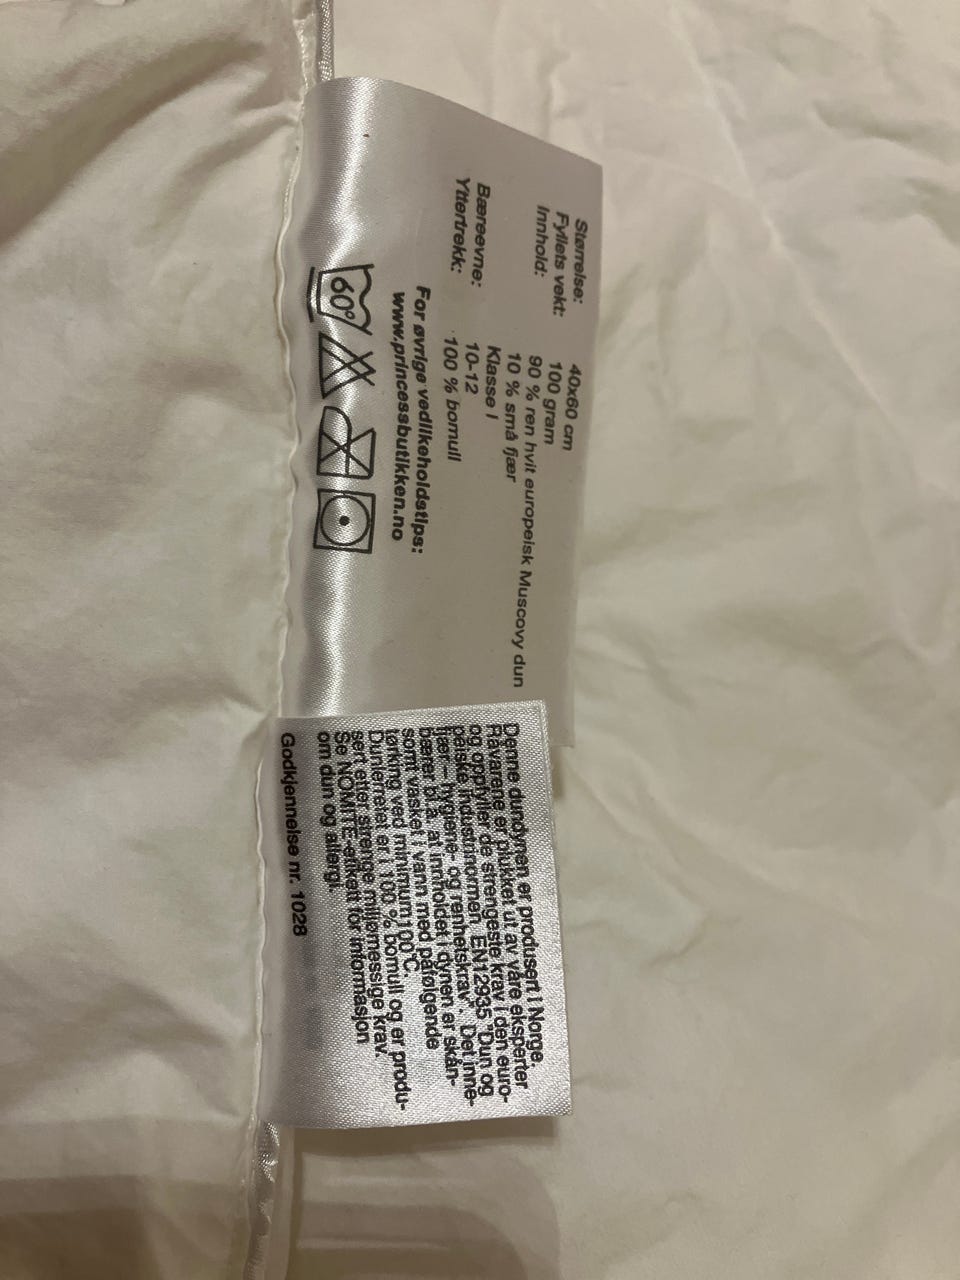 Størrelse: 40x60 cm
Fyllets vekt: 100 gram
Innhold: 90 % ren hvit europeisk Muscovy dun
10 % små fjær
Klasse I
Bæreevne: 10-12
Yttertrekk: 100 % bomull
For øvrige vedlikeholdstips:
www.princessbutikken.no
60°
Denne dundynen er produsert i Norge.
Råvarene er plukket ut av våre eksperter
og oppfyller de strengeste krav i den euro-
peiske industrinormen EN12935 "Dun og
fjær – hygiene- og renhetskrav". Det inne-
bærer bl.a. at innholdet i dynen er skån-
somt vasket i vann med påfølgende
tørking ved minimum100°C.
Dunlerretet er i 100 % bomull og er produ-
sert etter strenge miljømessige krav.
Se NOMITE-etikett for informasjon
om dun og allergi.
Godkjennelse nr. 1028